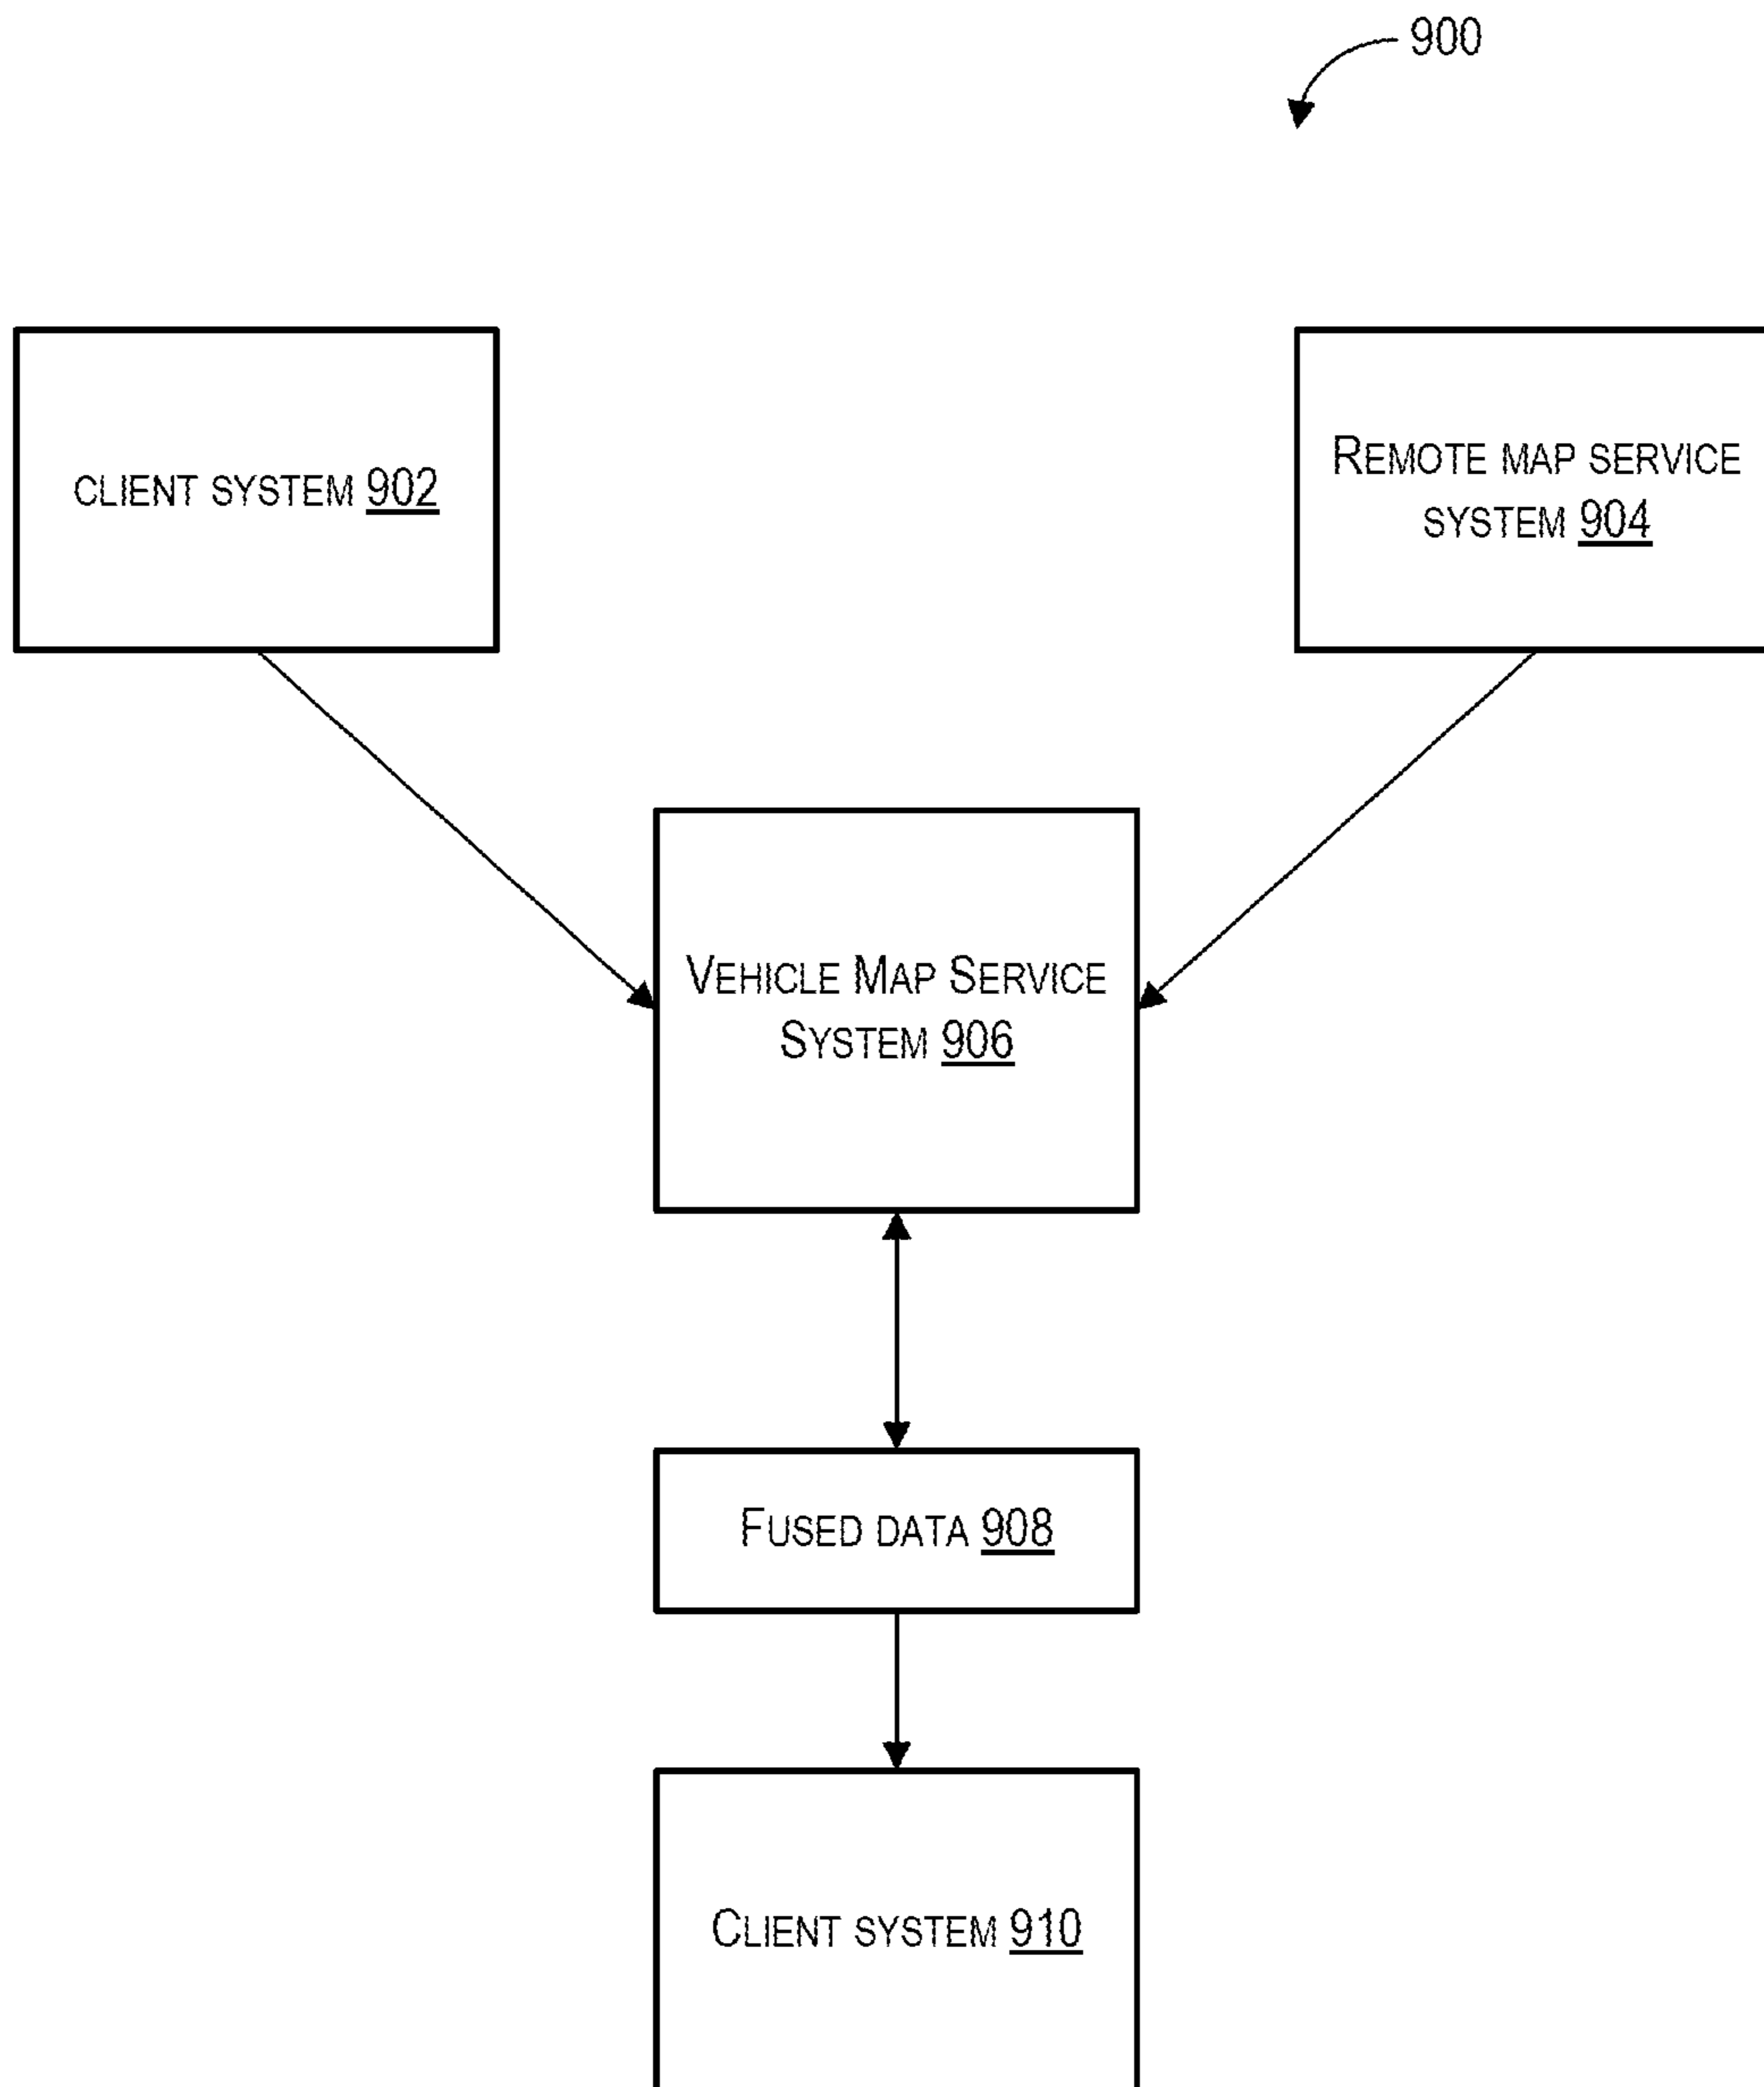 900
CLIENT SYSTEM 902
REMOTE MAP SERVICE
SYSTEM 904
VEHICLE MAP SERVICE
SYSTEM 906
FUSED DATA 908
CLIENT SYSTEM 910